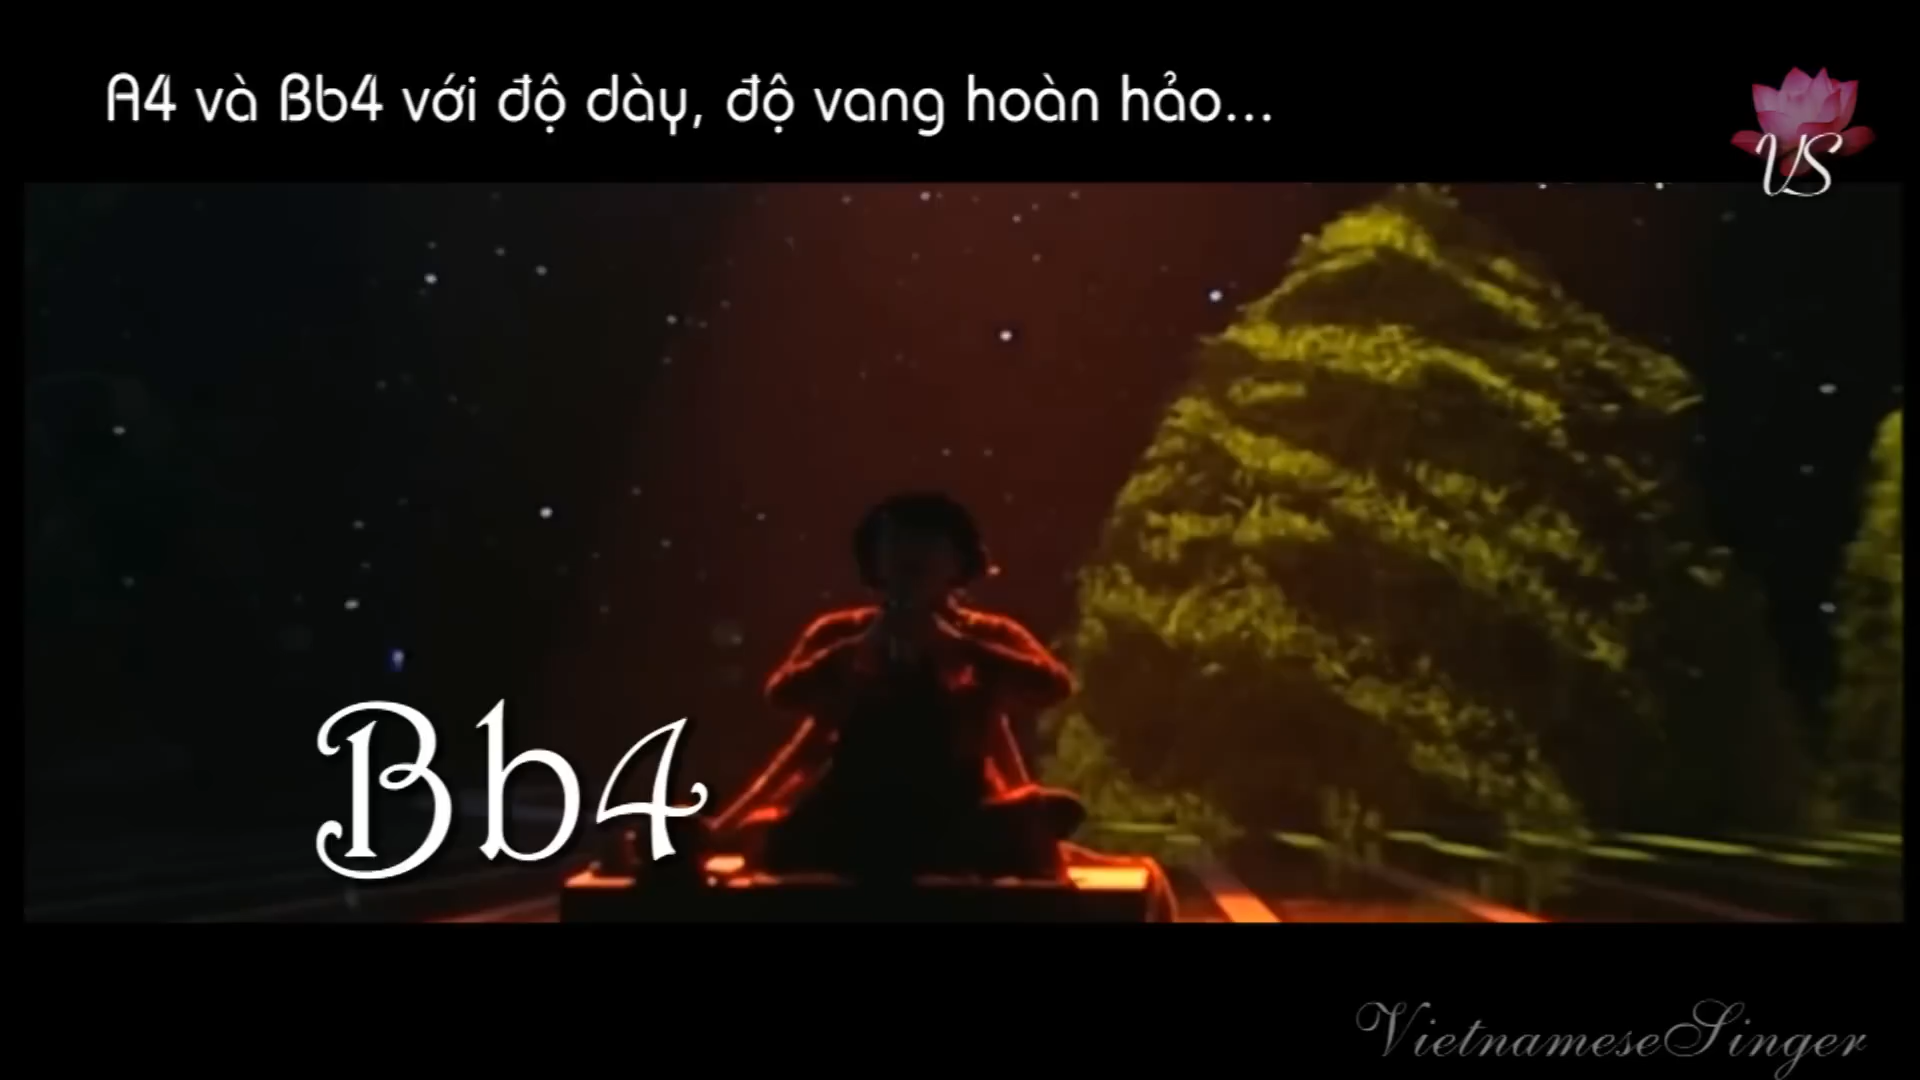 A4 và Bb4 với độ dày, độ vang hoàn hảo...
VS
Bb4
VietnameseSinger